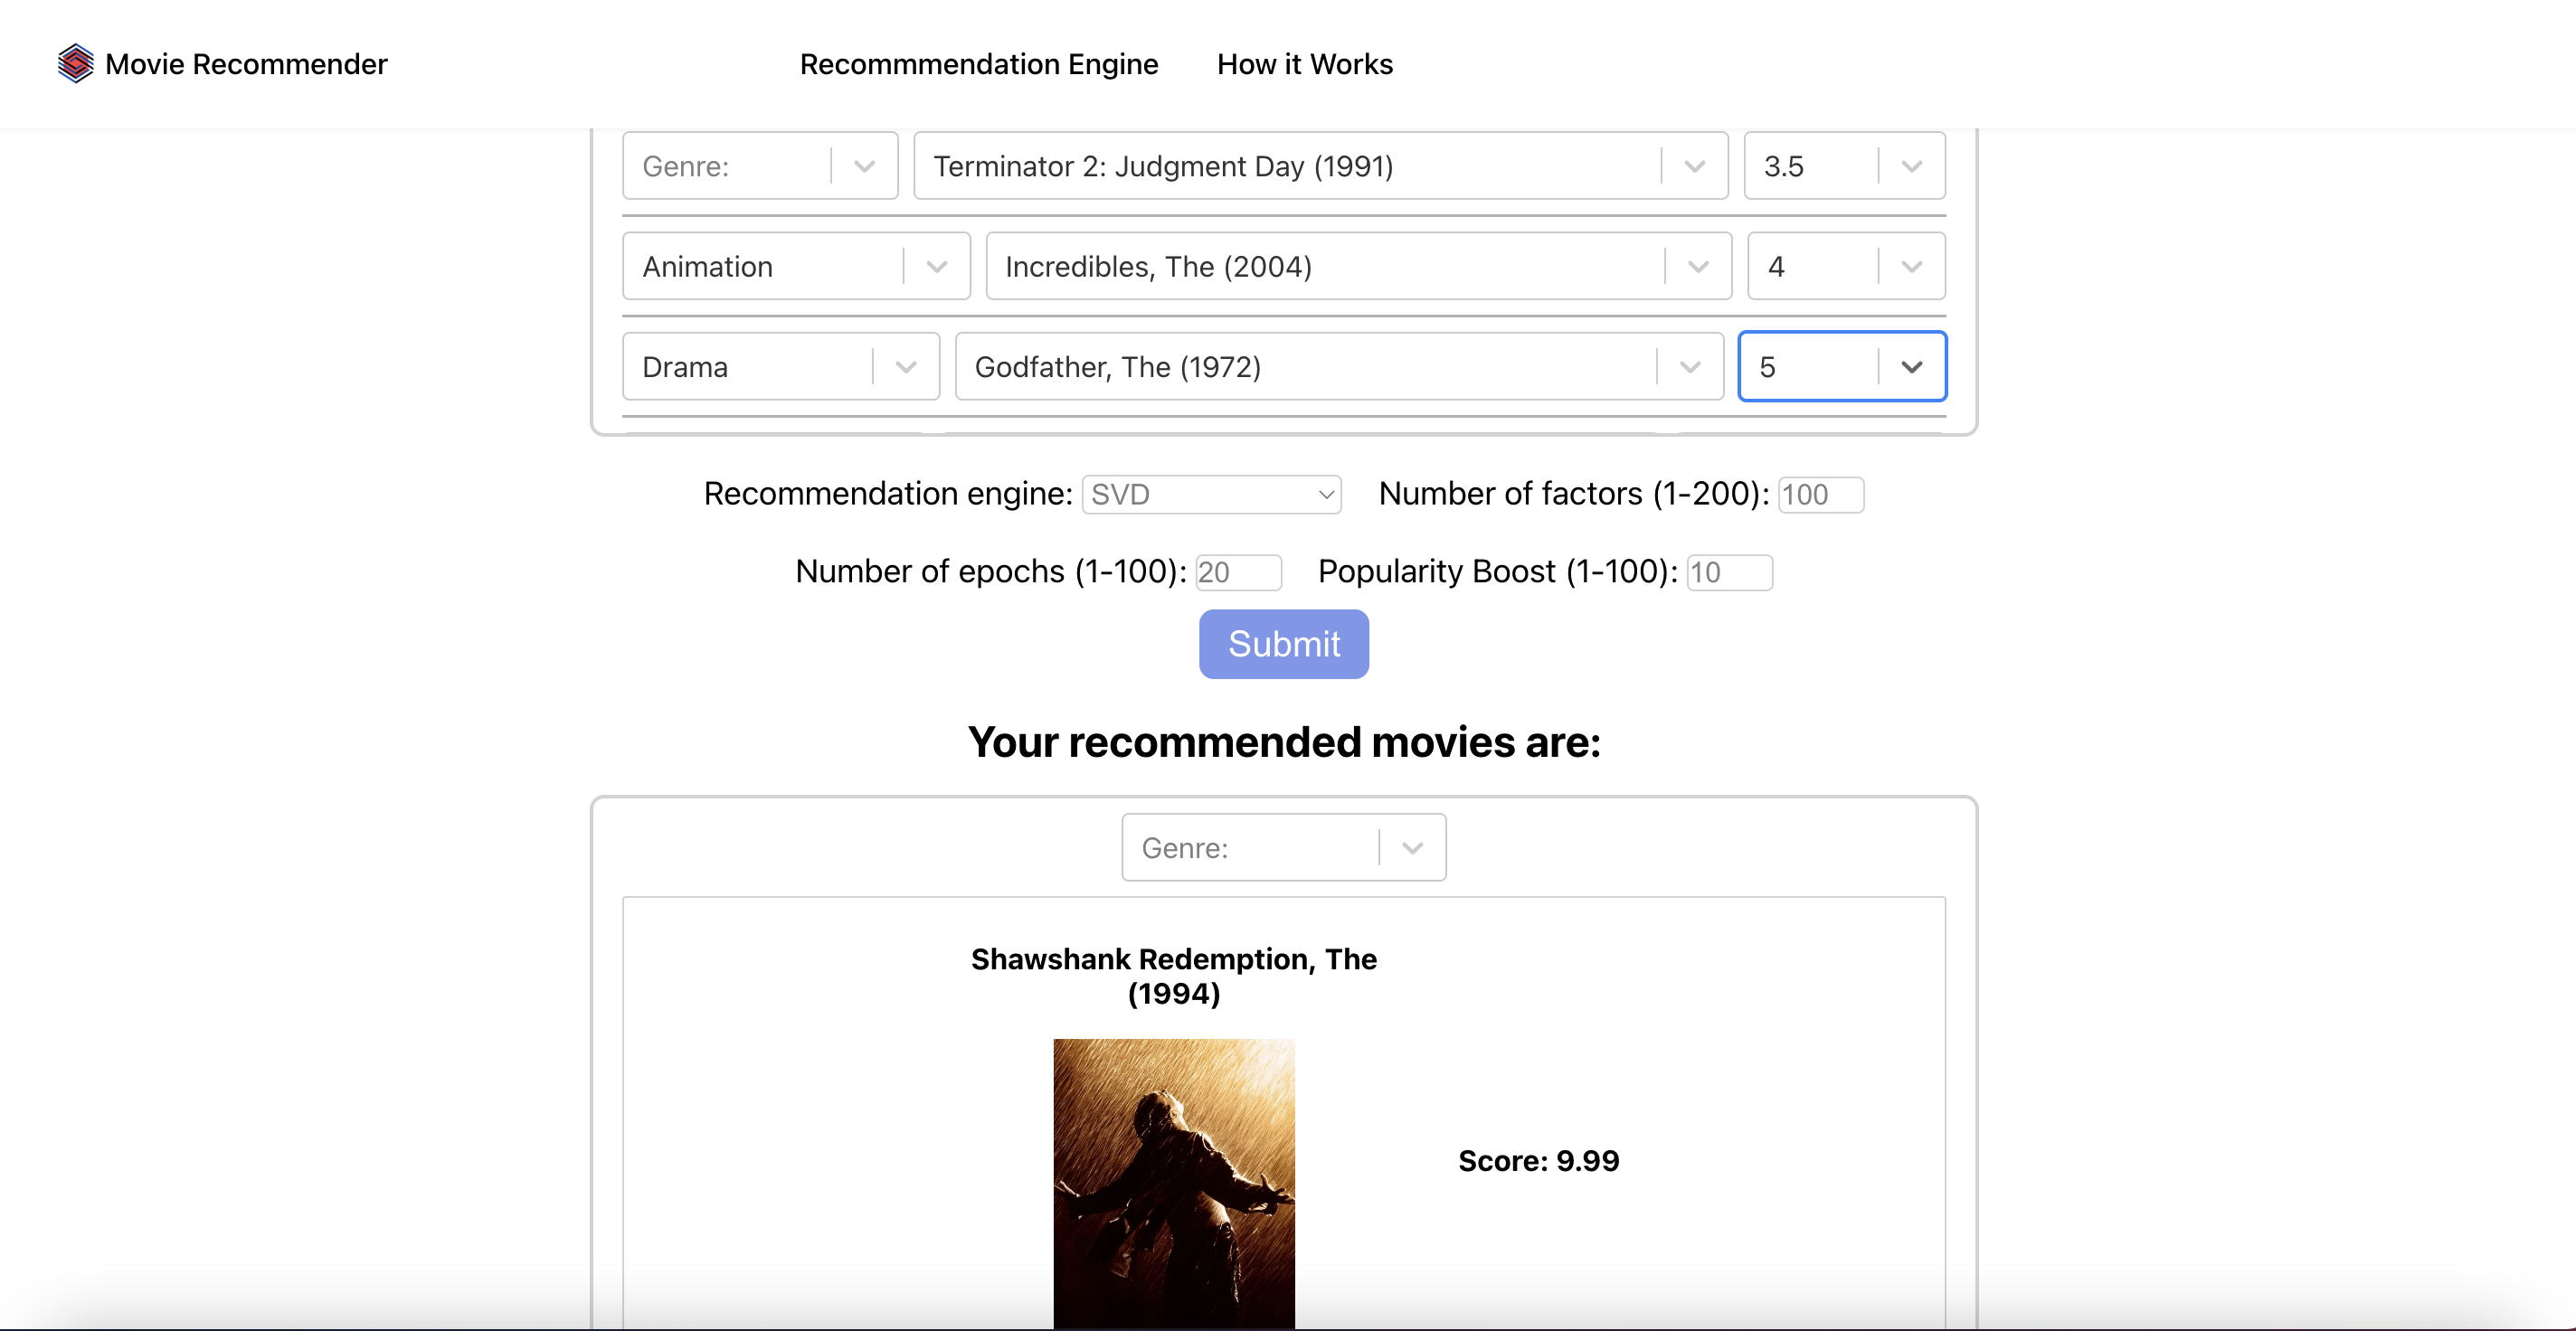 Movie Recommender
Recommmendation Engine
How it Works
Genre:
Terminator 2: Judgment Day (1991)
3.5
Animation
Incredibles, The (2004)
4
Drama
Godfather, The (1972)
5
Recommendation engine: SVD
Number of factors (1-200): 100
Number of epochs (1-100): 20
Popularity Boost (1-100): 10
Submit
Your recommended movies are:
Genre:
Shawshank Redemption, The
(1994)
Score: 9.99